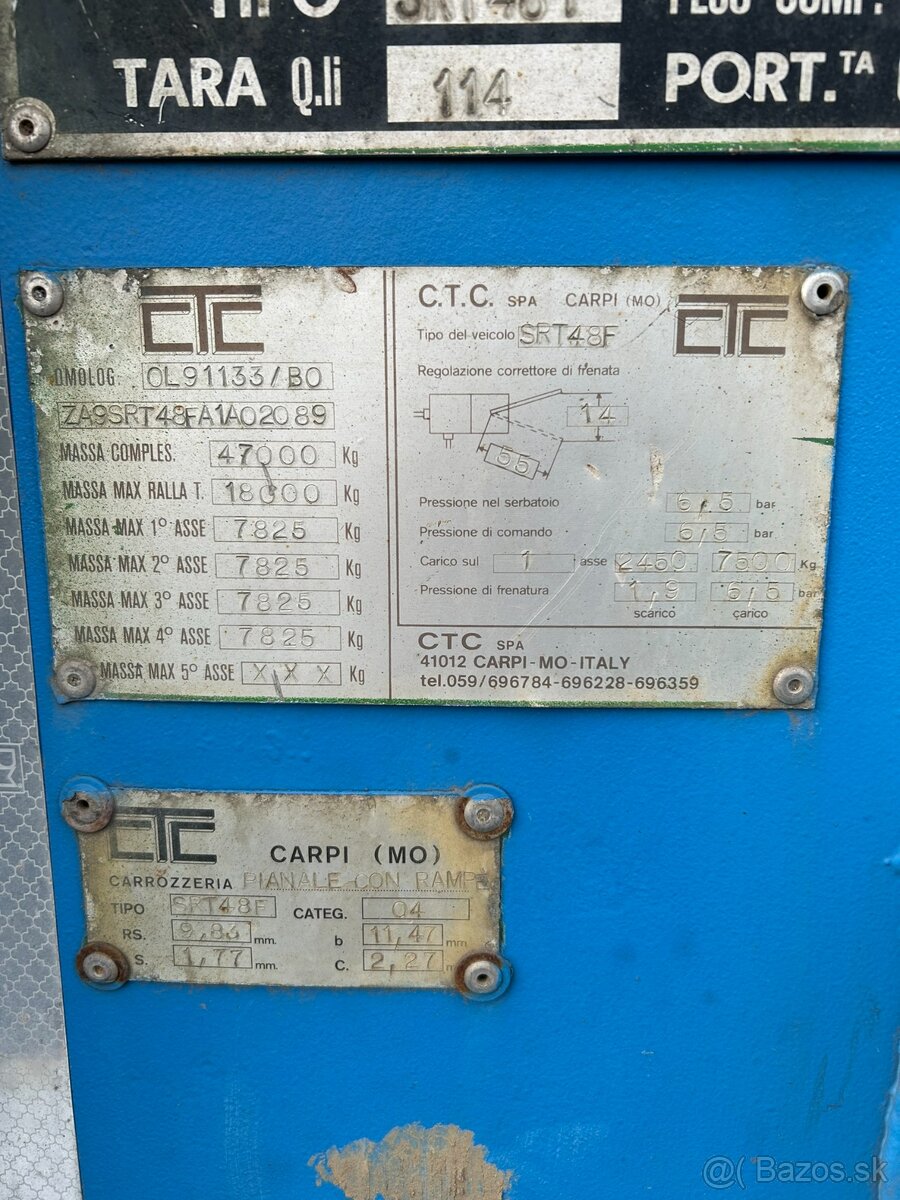 TIPO SRT48F
TARA Q.li 114 PORT.TA
CTC
OMOLOG. OL91133/BO
ZA9SRT48FA1A02089
MASSA COMPLES. 47000 Kg
MASSA MAX RALLA T. 18000 Kg
MASSA MAX 1° ASSE 7825 Kg
MASSA MAX 2° ASSE 7825 Kg
MASSA MAX 3° ASSE 7825 Kg
MASSA MAX 4° ASSE 7825 Kg
MASSA MAX 5° ASSE XXX Kg
C.T.C. SPA CARPI (MO) CTC
Tipo del veicolo SRT48F
Regolazione correttore di frenata
14
55
Pressione nel serbatoio 6,5 bar
Pressione di comando 6,5 bar
Carico sul 1 asse 2450 7500 Kg
Pressione di frenatura 1,9 6,5 bar
scarico carico
CTC SPA
41012 CARPI-MO-ITALY
tel.059/696784-696228-696359
CTC
CARPI (MO)
CARROZZERIA PIANALE CON RAMPE
TIPO SRT48F CATEG. 04
RS. 9,83 mm. b 11,47 mm
S. 1,77 mm. C. 2,27
@( Bazos.sk